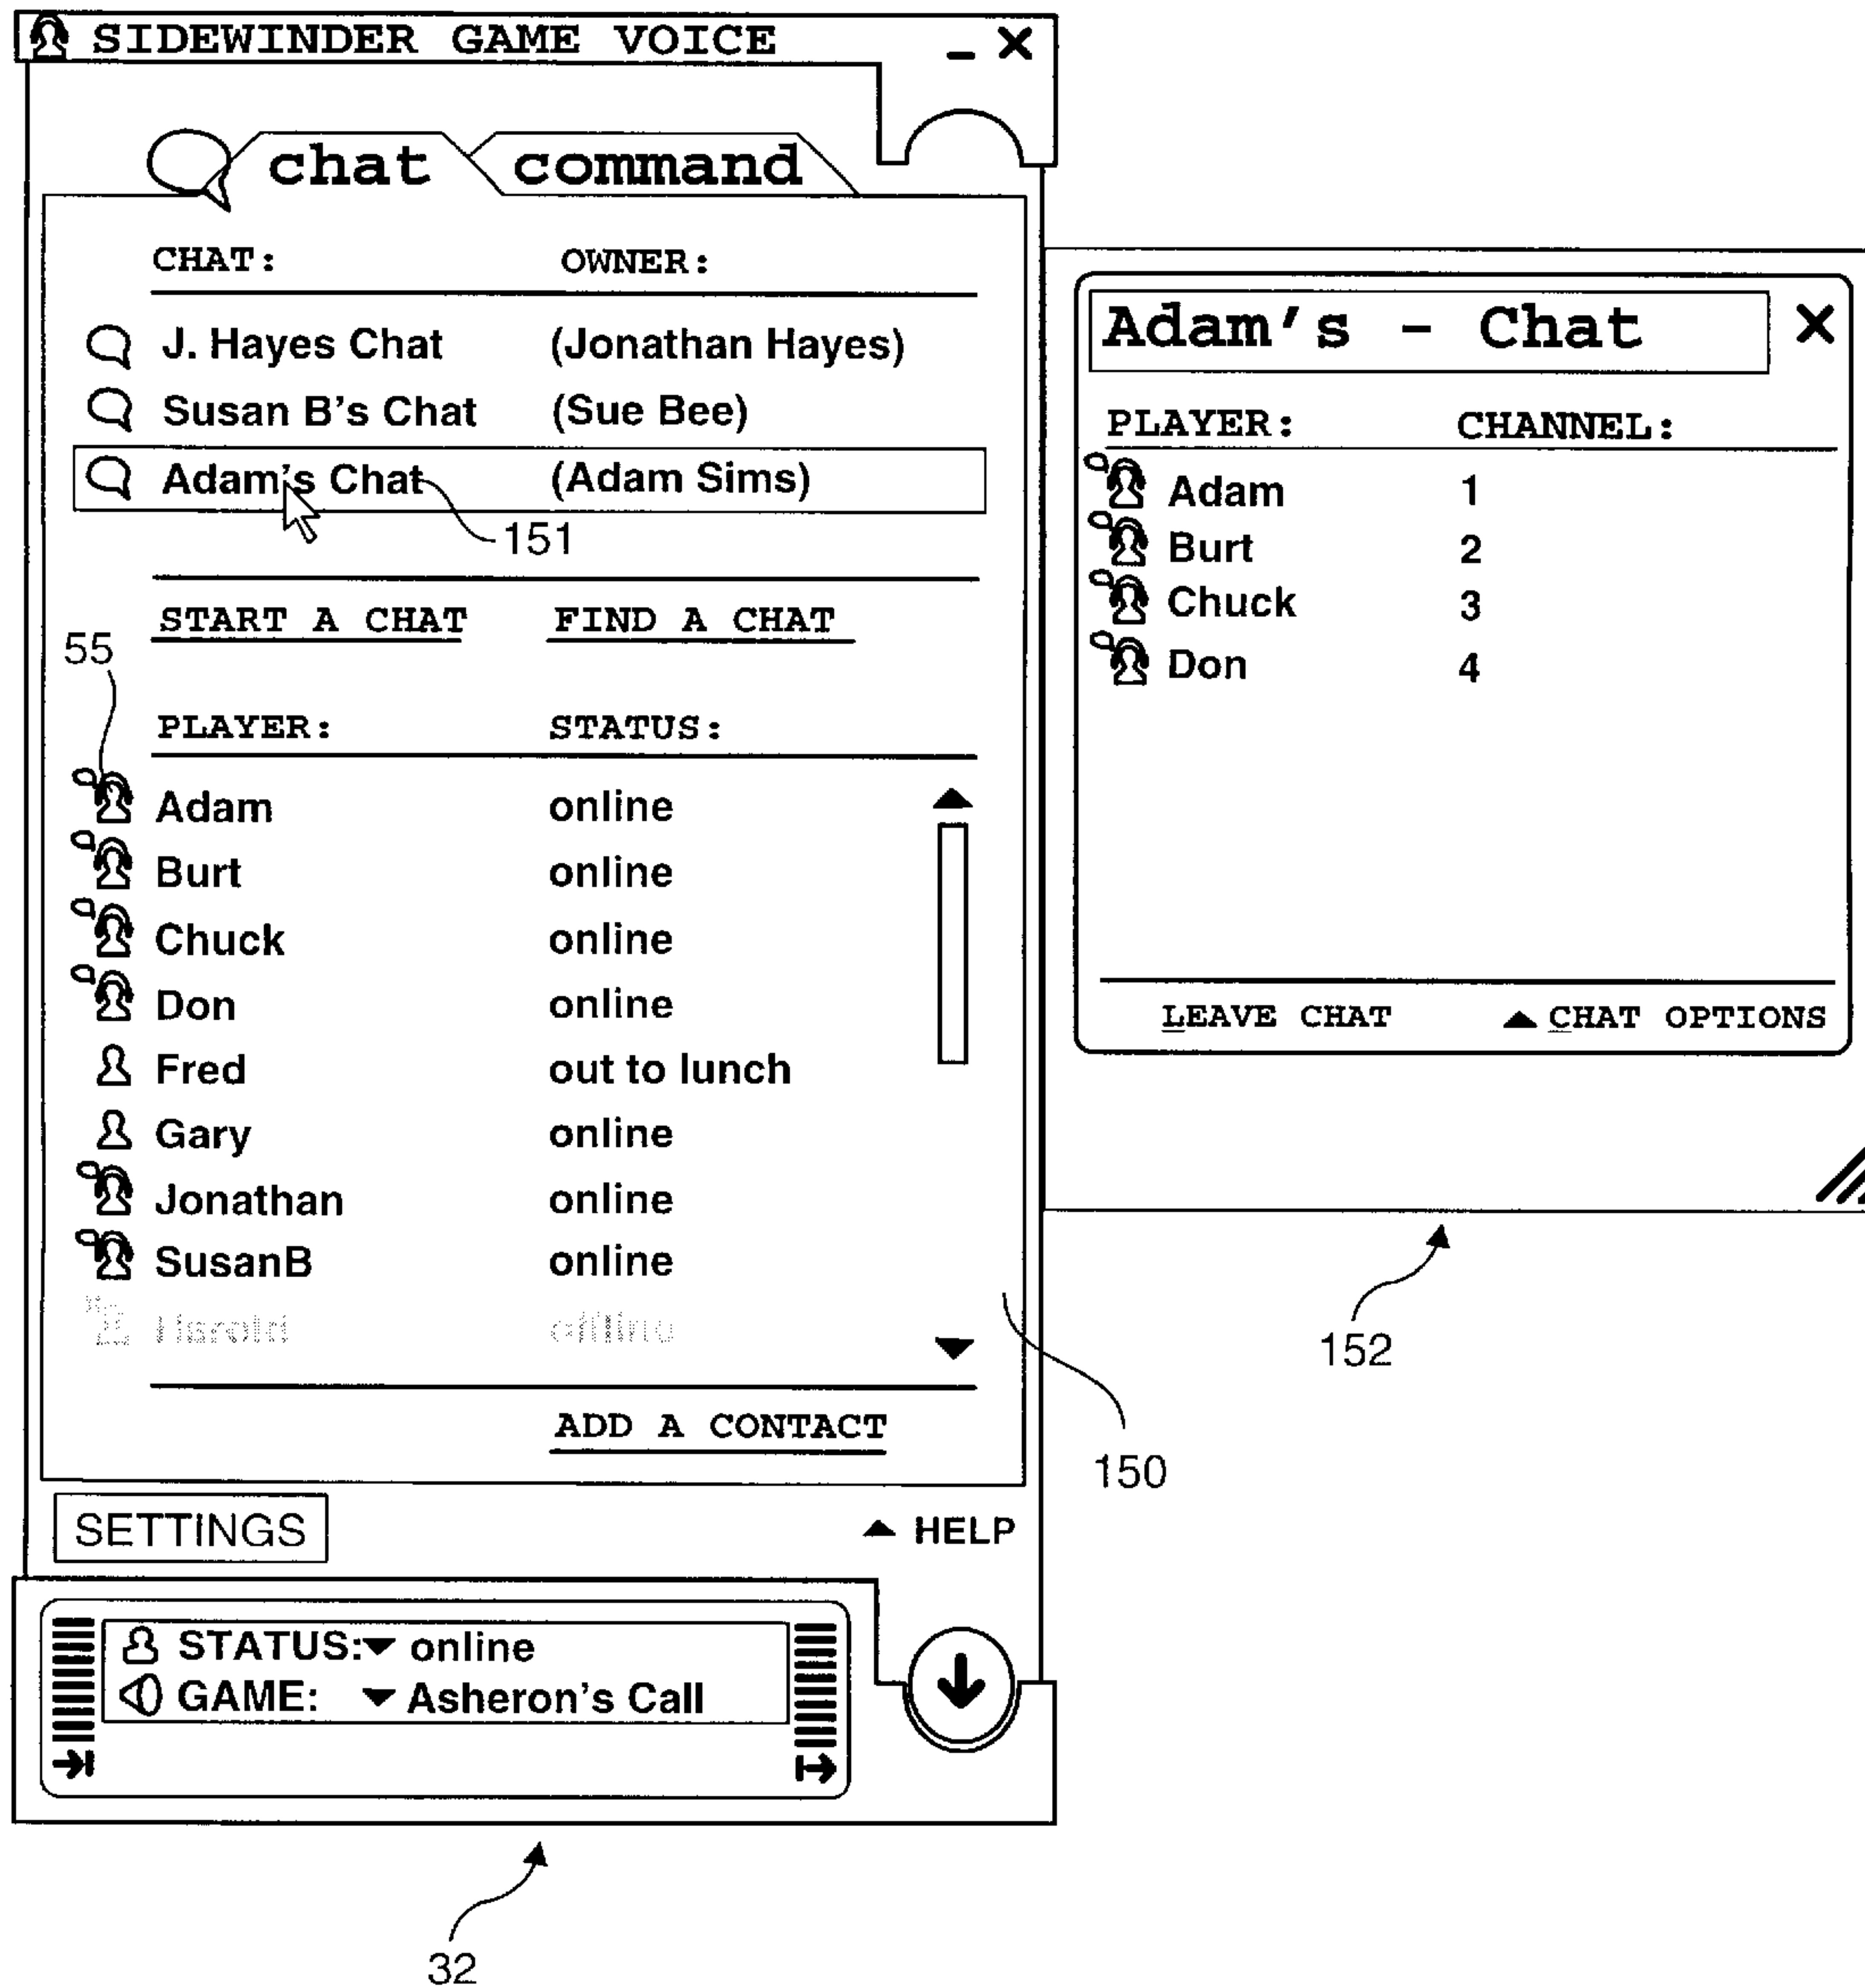 SIDEWINDER GAME VOICE
chat command
CHAT: OWNER:
J. Hayes Chat (Jonathan Hayes)
Susan B's Chat (Sue Bee)
Adam's Chat (Adam Sims)
151
START A CHAT FIND A CHAT
55
PLAYER: STATUS:
Adam online
Burt online
Chuck online
Don online
Fred out to lunch
Gary online
Jonathan online
SusanB online
Harold offline
ADD A CONTACT
150
SETTINGS HELP
STATUS: online
GAME: Asheron's Call
32
Adam's - Chat
PLAYER: CHANNEL:
Adam 1
Burt 2
Chuck 3
Don 4
LEAVE CHAT CHAT OPTIONS
152